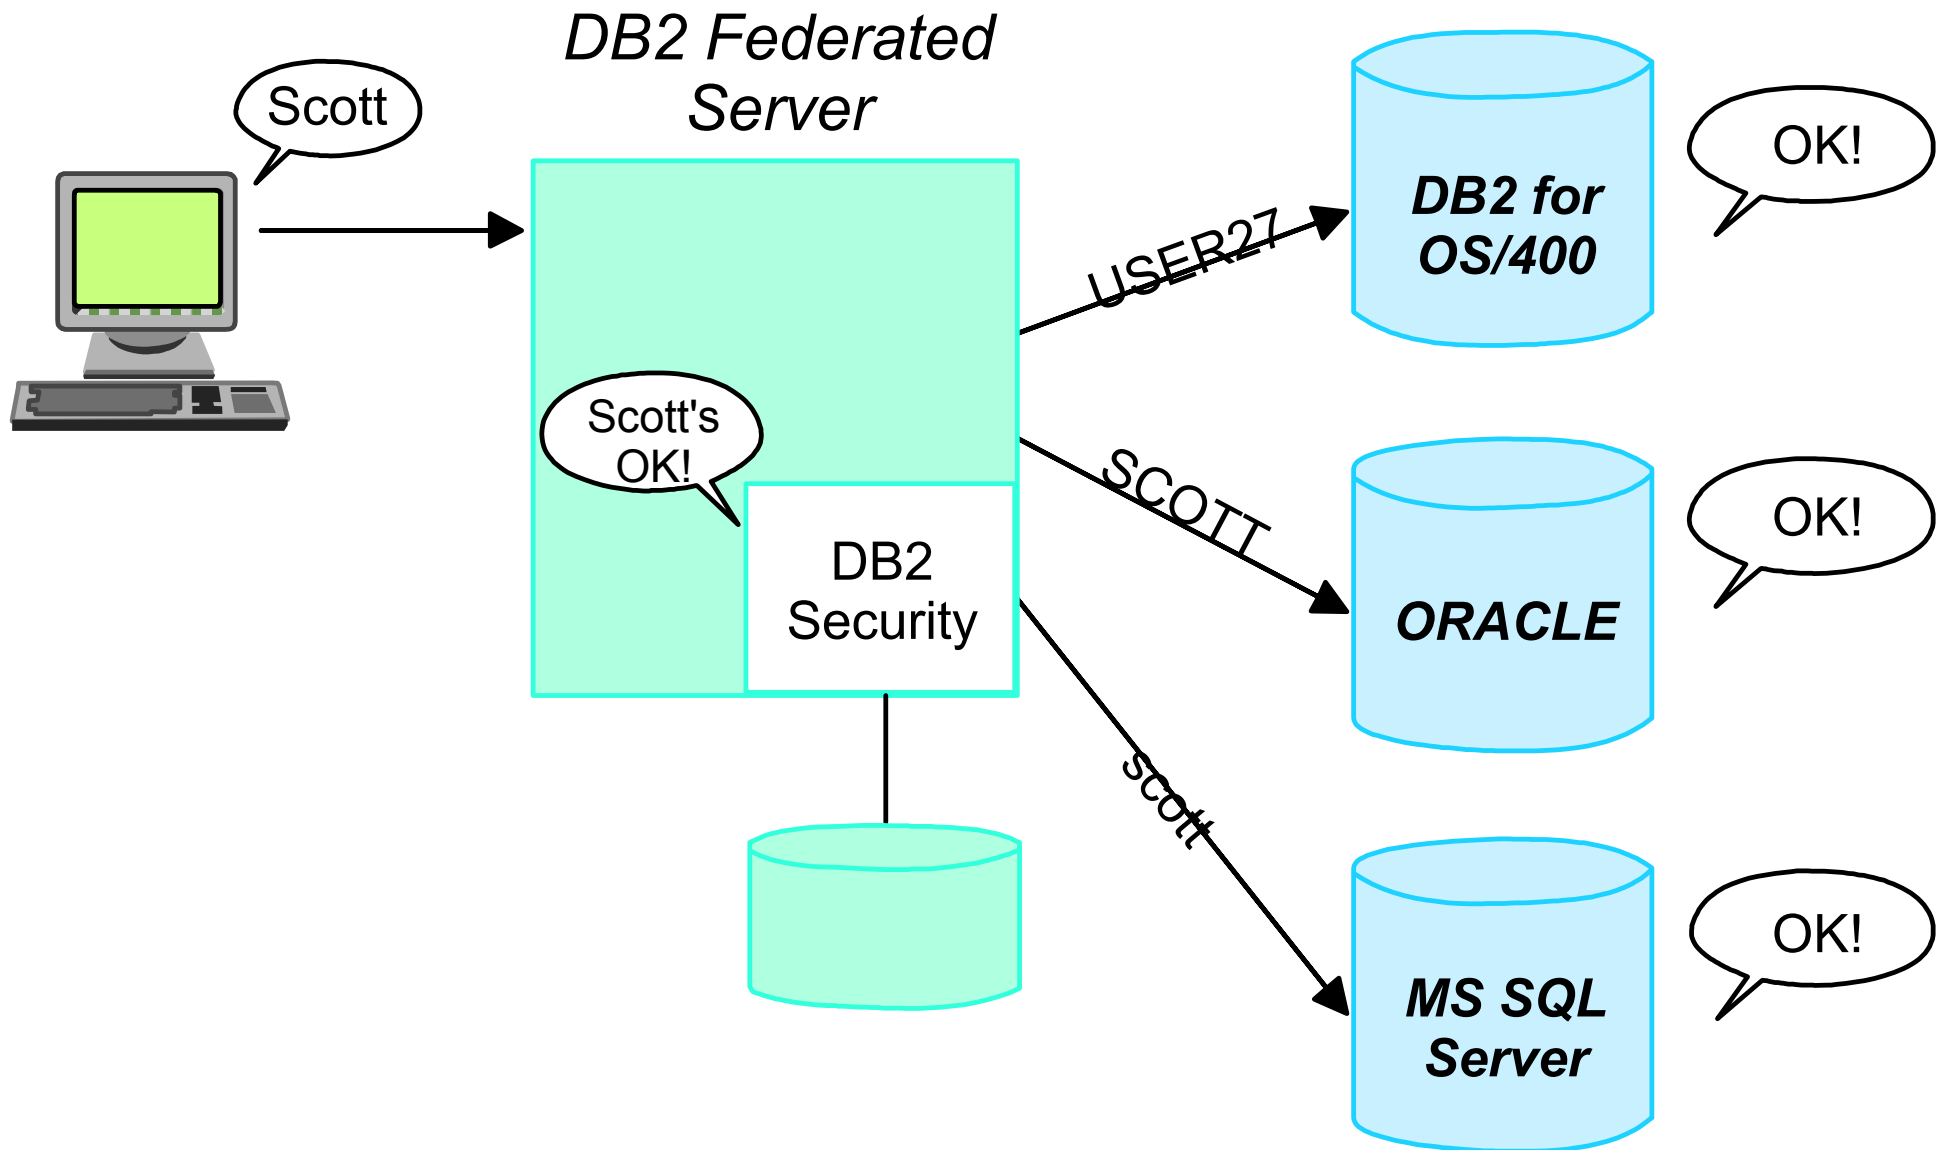 DB2 Federated
Server
Scott
Scott's
OK!
DB2
Security
USER27
SCOTT
scott
DB2 for
OS/400
OK!
ORACLE
OK!
MS SQL
Server
OK!